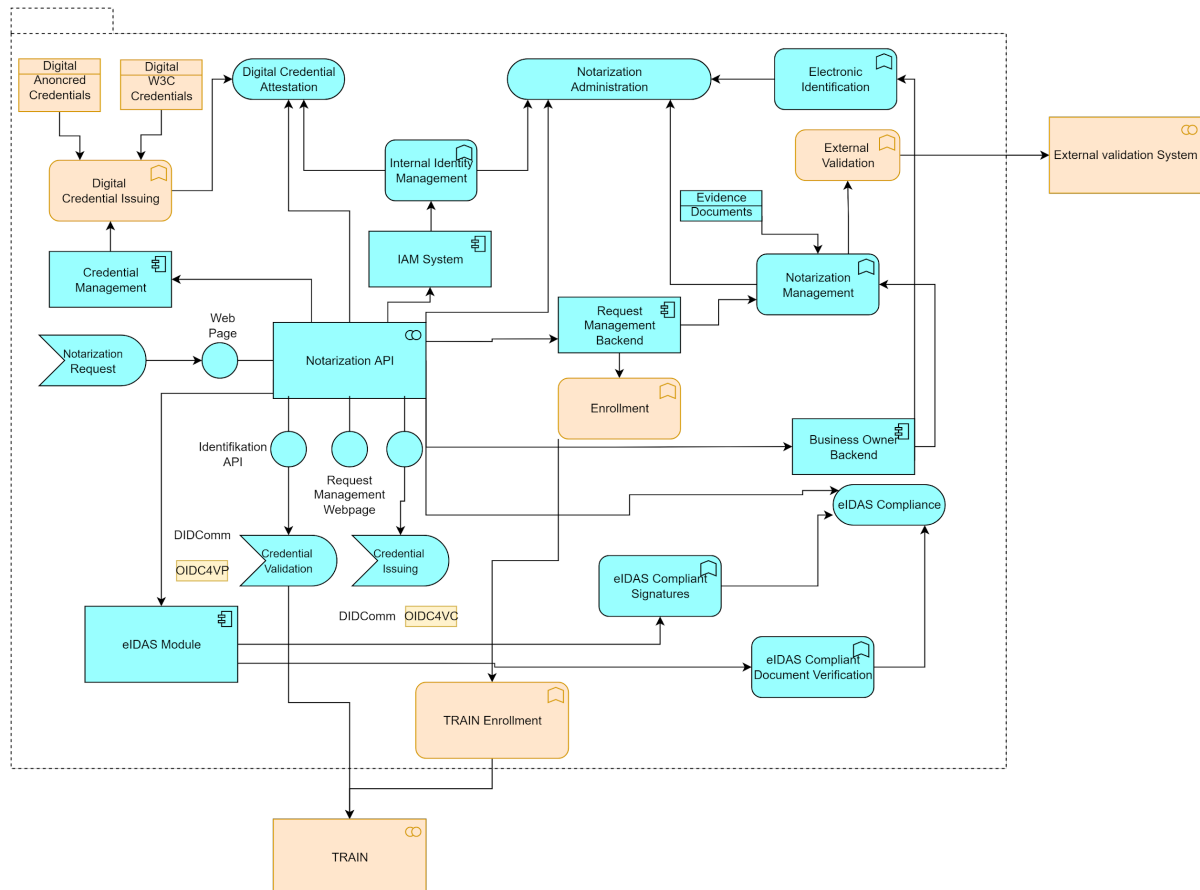 Digital
Anoncred
Credentials
Digital
W3C
Credentials
Digital Credential
Attestation
Notarization
Administration
Electronic
Identification
Internal Identity
Management
External
Validation
External validation System
Digital
Credential Issuing
Evidence
Documents
Credential
Management
IAM System
Notarization
Management
Web
Page
Request
Management
Backend
Notarization
Request
Notarization API
Enrollment
Identifikation
API
Request
Management
Webpage
Business Owner
Backend
eIDAS Compliance
DIDComm
Credential
Validation
Credential
Issuing
OIDC4VP
eIDAS Compliant
Signatures
DIDComm
OIDC4VC
eIDAS Module
eIDAS Compliant
Document Verification
TRAIN Enrollment
TRAIN